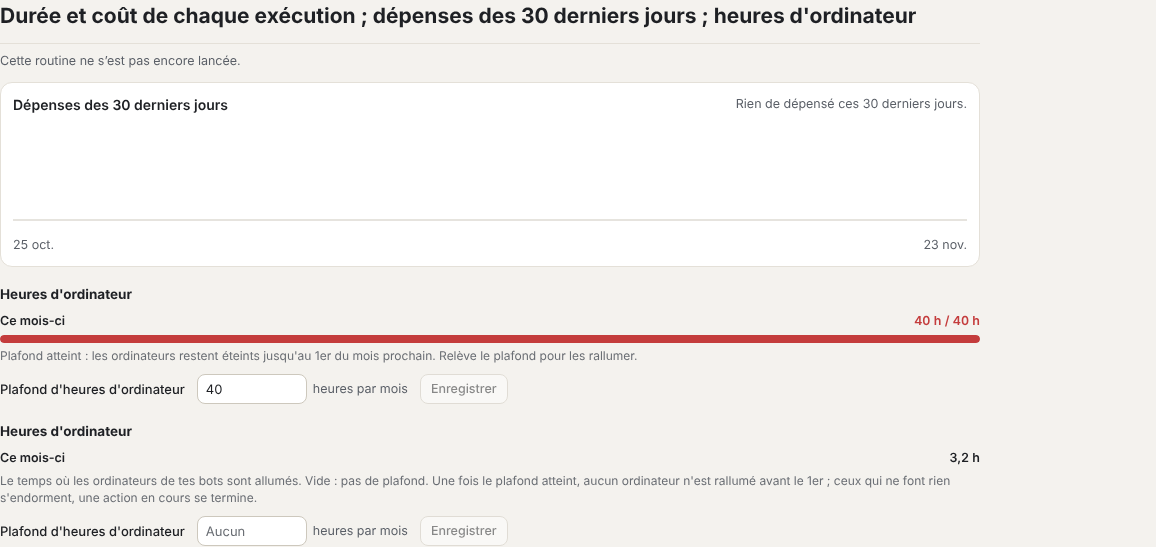 Durée et coût de chaque exécution ; dépenses des 30 derniers jours ; heures d'ordinateur
Cette routine ne s’est pas encore lancée.
Dépenses des 30 derniers jours
Rien de dépensé ces 30 derniers jours.
25 oct.
23 nov.
Heures d'ordinateur
Ce mois-ci
40 h / 40 h
Plafond atteint : les ordinateurs restent éteints jusqu'au 1er du mois prochain. Relève le plafond pour les rallumer.
Plafond d'heures d'ordinateur 40 heures par mois Enregistrer
Heures d'ordinateur
Ce mois-ci
3,2 h
Le temps où les ordinateurs de tes bots sont allumés. Vide : pas de plafond. Une fois le plafond atteint, aucun ordinateur n'est rallumé avant le 1er ; ceux qui ne font rien
s'endorment, une action en cours se termine.
Plafond d'heures d'ordinateur Aucun heures par mois Enregistrer